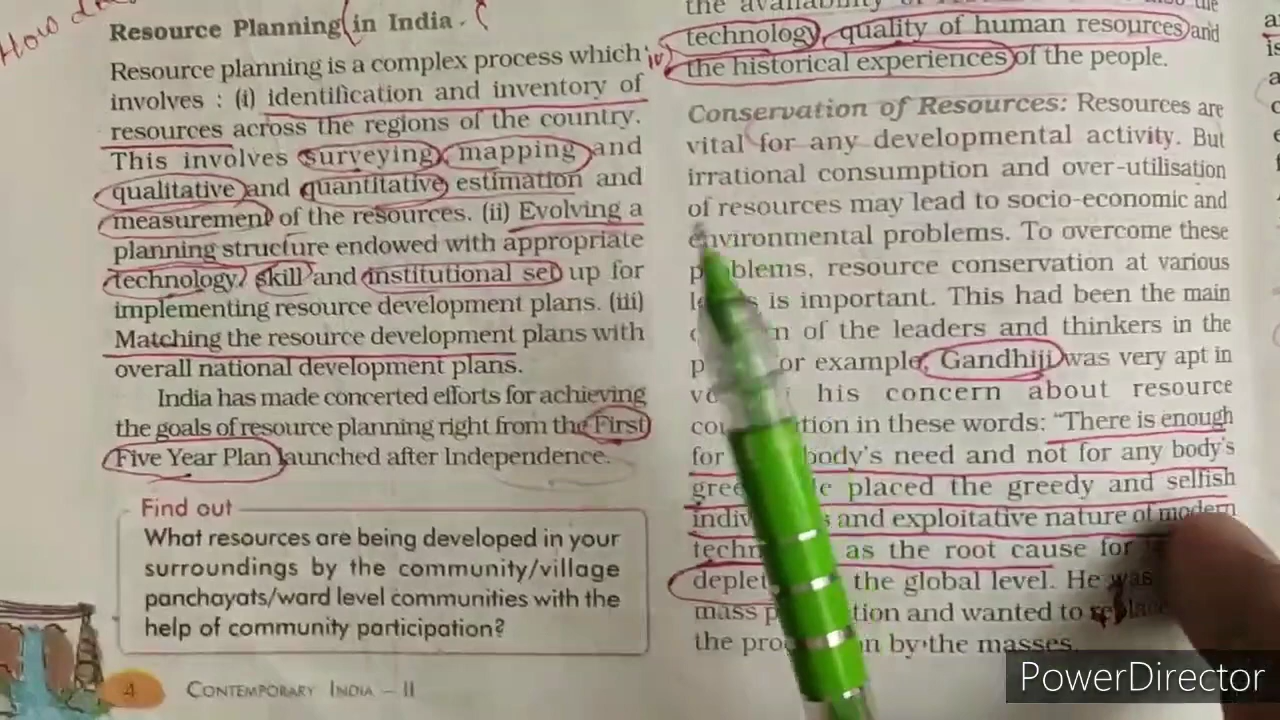 How
Resource Planning in India
Resource planning is a complex process which
involves : (i) identification and inventory of
resources across the regions of the country.
This involves surveying, mapping and
qualitative and quantitative estimation and
measurement of the resources. (ii) Evolving a
planning structure endowed with appropriate
technology, skill and institutional set up for
implementing resource development plans. (iii)
Matching the resource development plans with
overall national development plans.
India has made concerted efforts for achieving
the goals of resource planning right from the First
Five Year Plan launched after Independence.
Find out
What resources are being developed in your
surroundings by the community/village
panchayats/ward level communities with the
help of community participation?
4 CONTEMPORARY INDIA – II
the availability of the
technology, quality of human resources and
iv)
the historical experiences of the people.
Conservation of Resources: Resources are
vital for any developmental activity. But
irrational consumption and over-utilisation
of resources may lead to socio-economic and
environmental problems. To overcome these
problems, resource conservation at various
is important. This had been the main
of the leaders and thinkers in the
or example, Gandhiji was very apt in
his concern about resource
tion in these words: “There is enough
for body’s need and not for any body’s
placed the greedy and selfish
and exploitative nature of modern
as the root cause for
the global level. He was
mass tion and wanted to replace
the by the masses.
PowerDirector